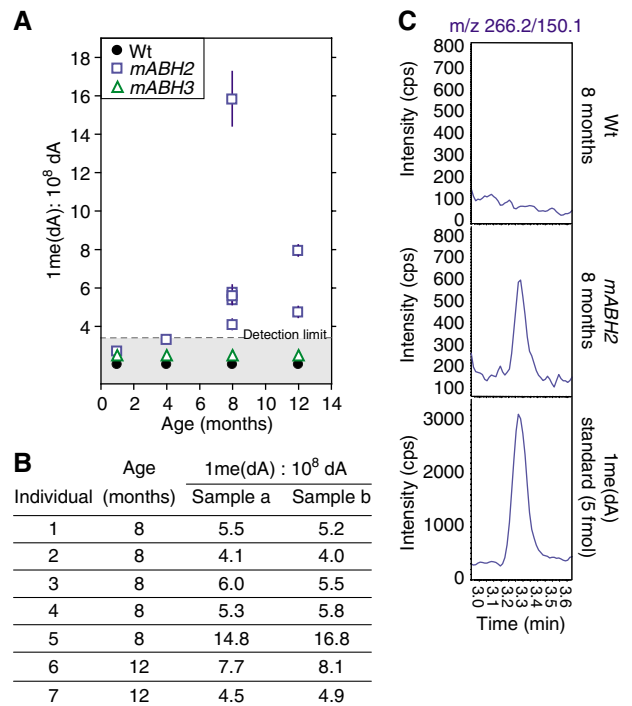 A
Wt
mABH2
mABH3
1me(dA): 10⁸ dA
18
16
14
12
10
8
6
4
Detection limit
0 2 4 6 8 10 12 14
Age (months)
B
Age 1me(dA) : 10⁸ dA
Individual (months) Sample a Sample b
1 8 5.5 5.2
2 8 4.1 4.0
3 8 6.0 5.5
4 8 5.3 5.8
5 8 14.8 16.8
6 12 7.7 8.1
7 12 4.5 4.9
C
m/z 266.2/150.1
Intensity (cps)
800
700
600
500
400
300
200
100
0
Wt
8 months
Intensity (cps)
800
700
600
500
400
300
200
100
mABH2
8 months
Intensity (cps)
3000
2000
1000
0
1me(dA)
standard (5 fmol)
3.0 3.1 3.2 3.3 3.4 3.5 3.6
Time (min)